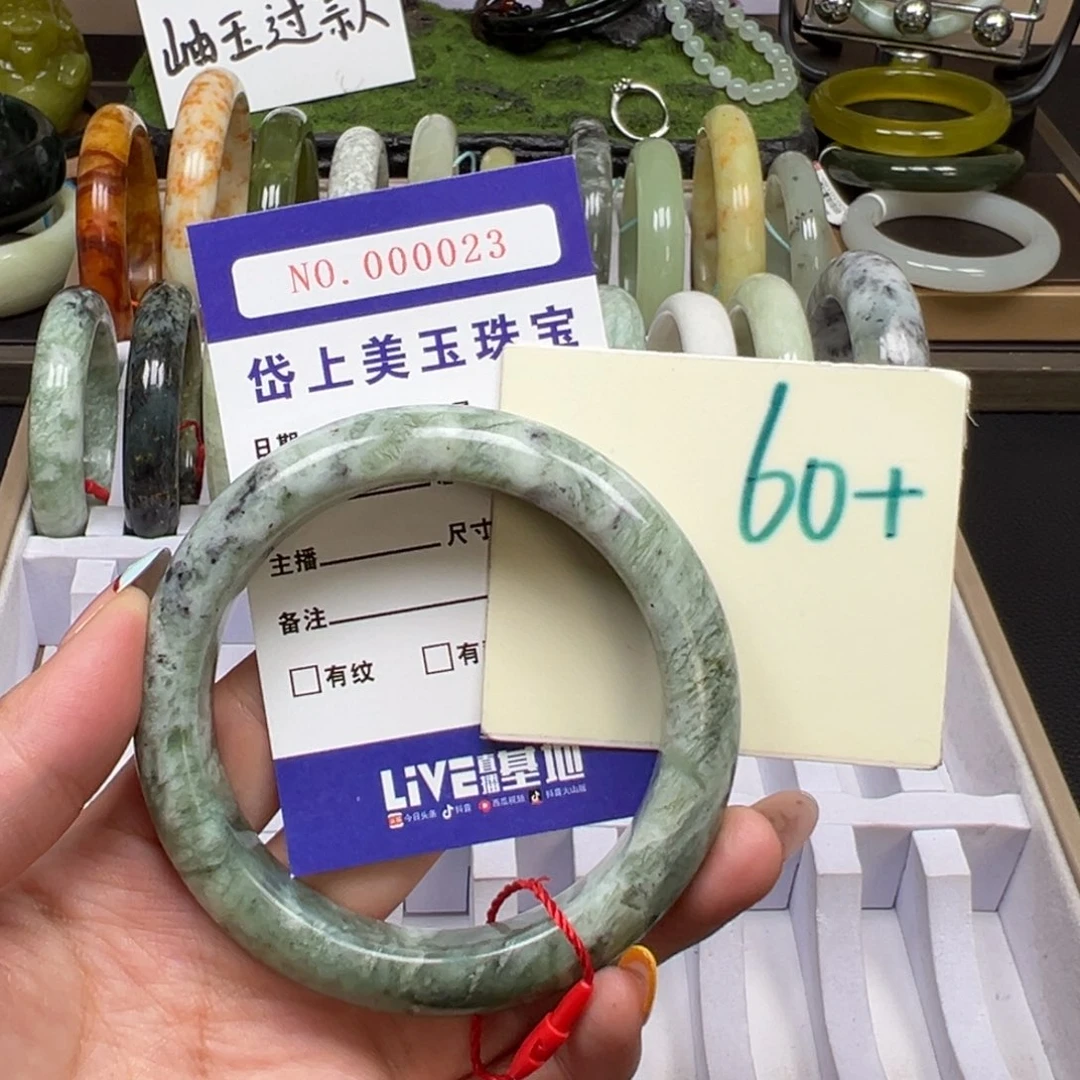 岫玉过款
NO.000023
岱上美玉珠宝
日期
60+
主播 尺寸
备注
□有纹 □有
LiVE直播基地
今日头条 抖音 西瓜视频 抖音火山版